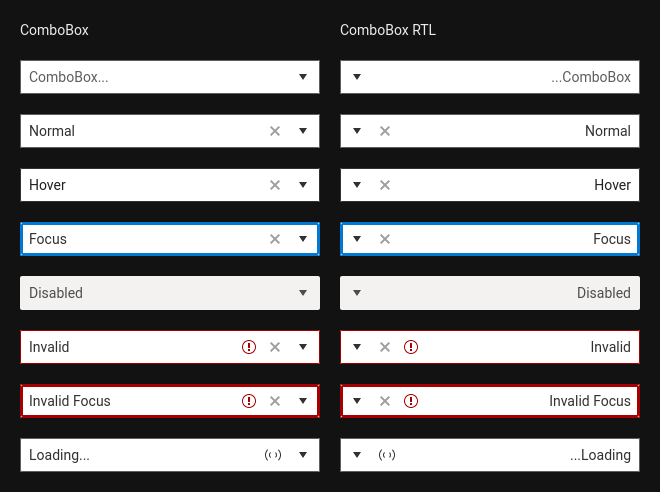 ComboBox
ComboBox RTL
ComboBox...
...ComboBox
Normal
Normal
Hover
Hover
Focus
Focus
Disabled
Disabled
Invalid
Invalid
Invalid Focus
Invalid Focus
Loading...
...Loading